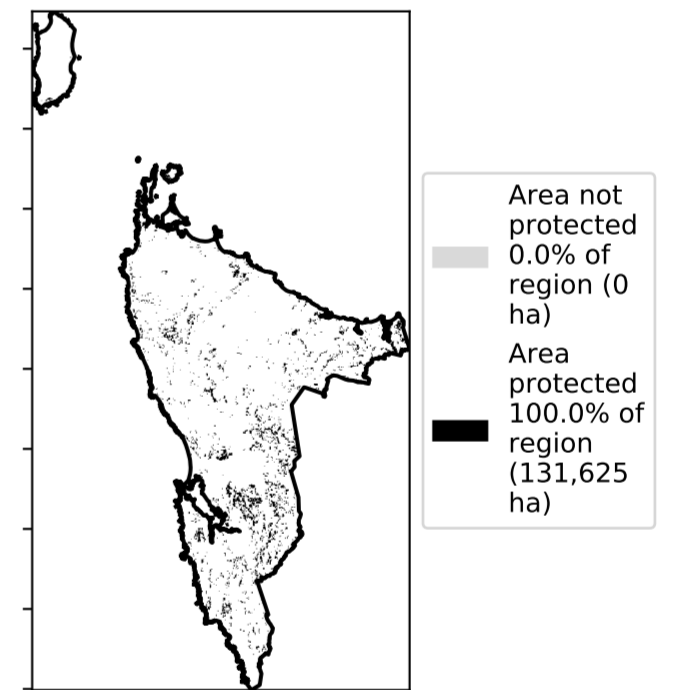 Area not
protected
0.0% of
region (0
ha)
Area
protected
100.0% of
region
(131,625
ha)